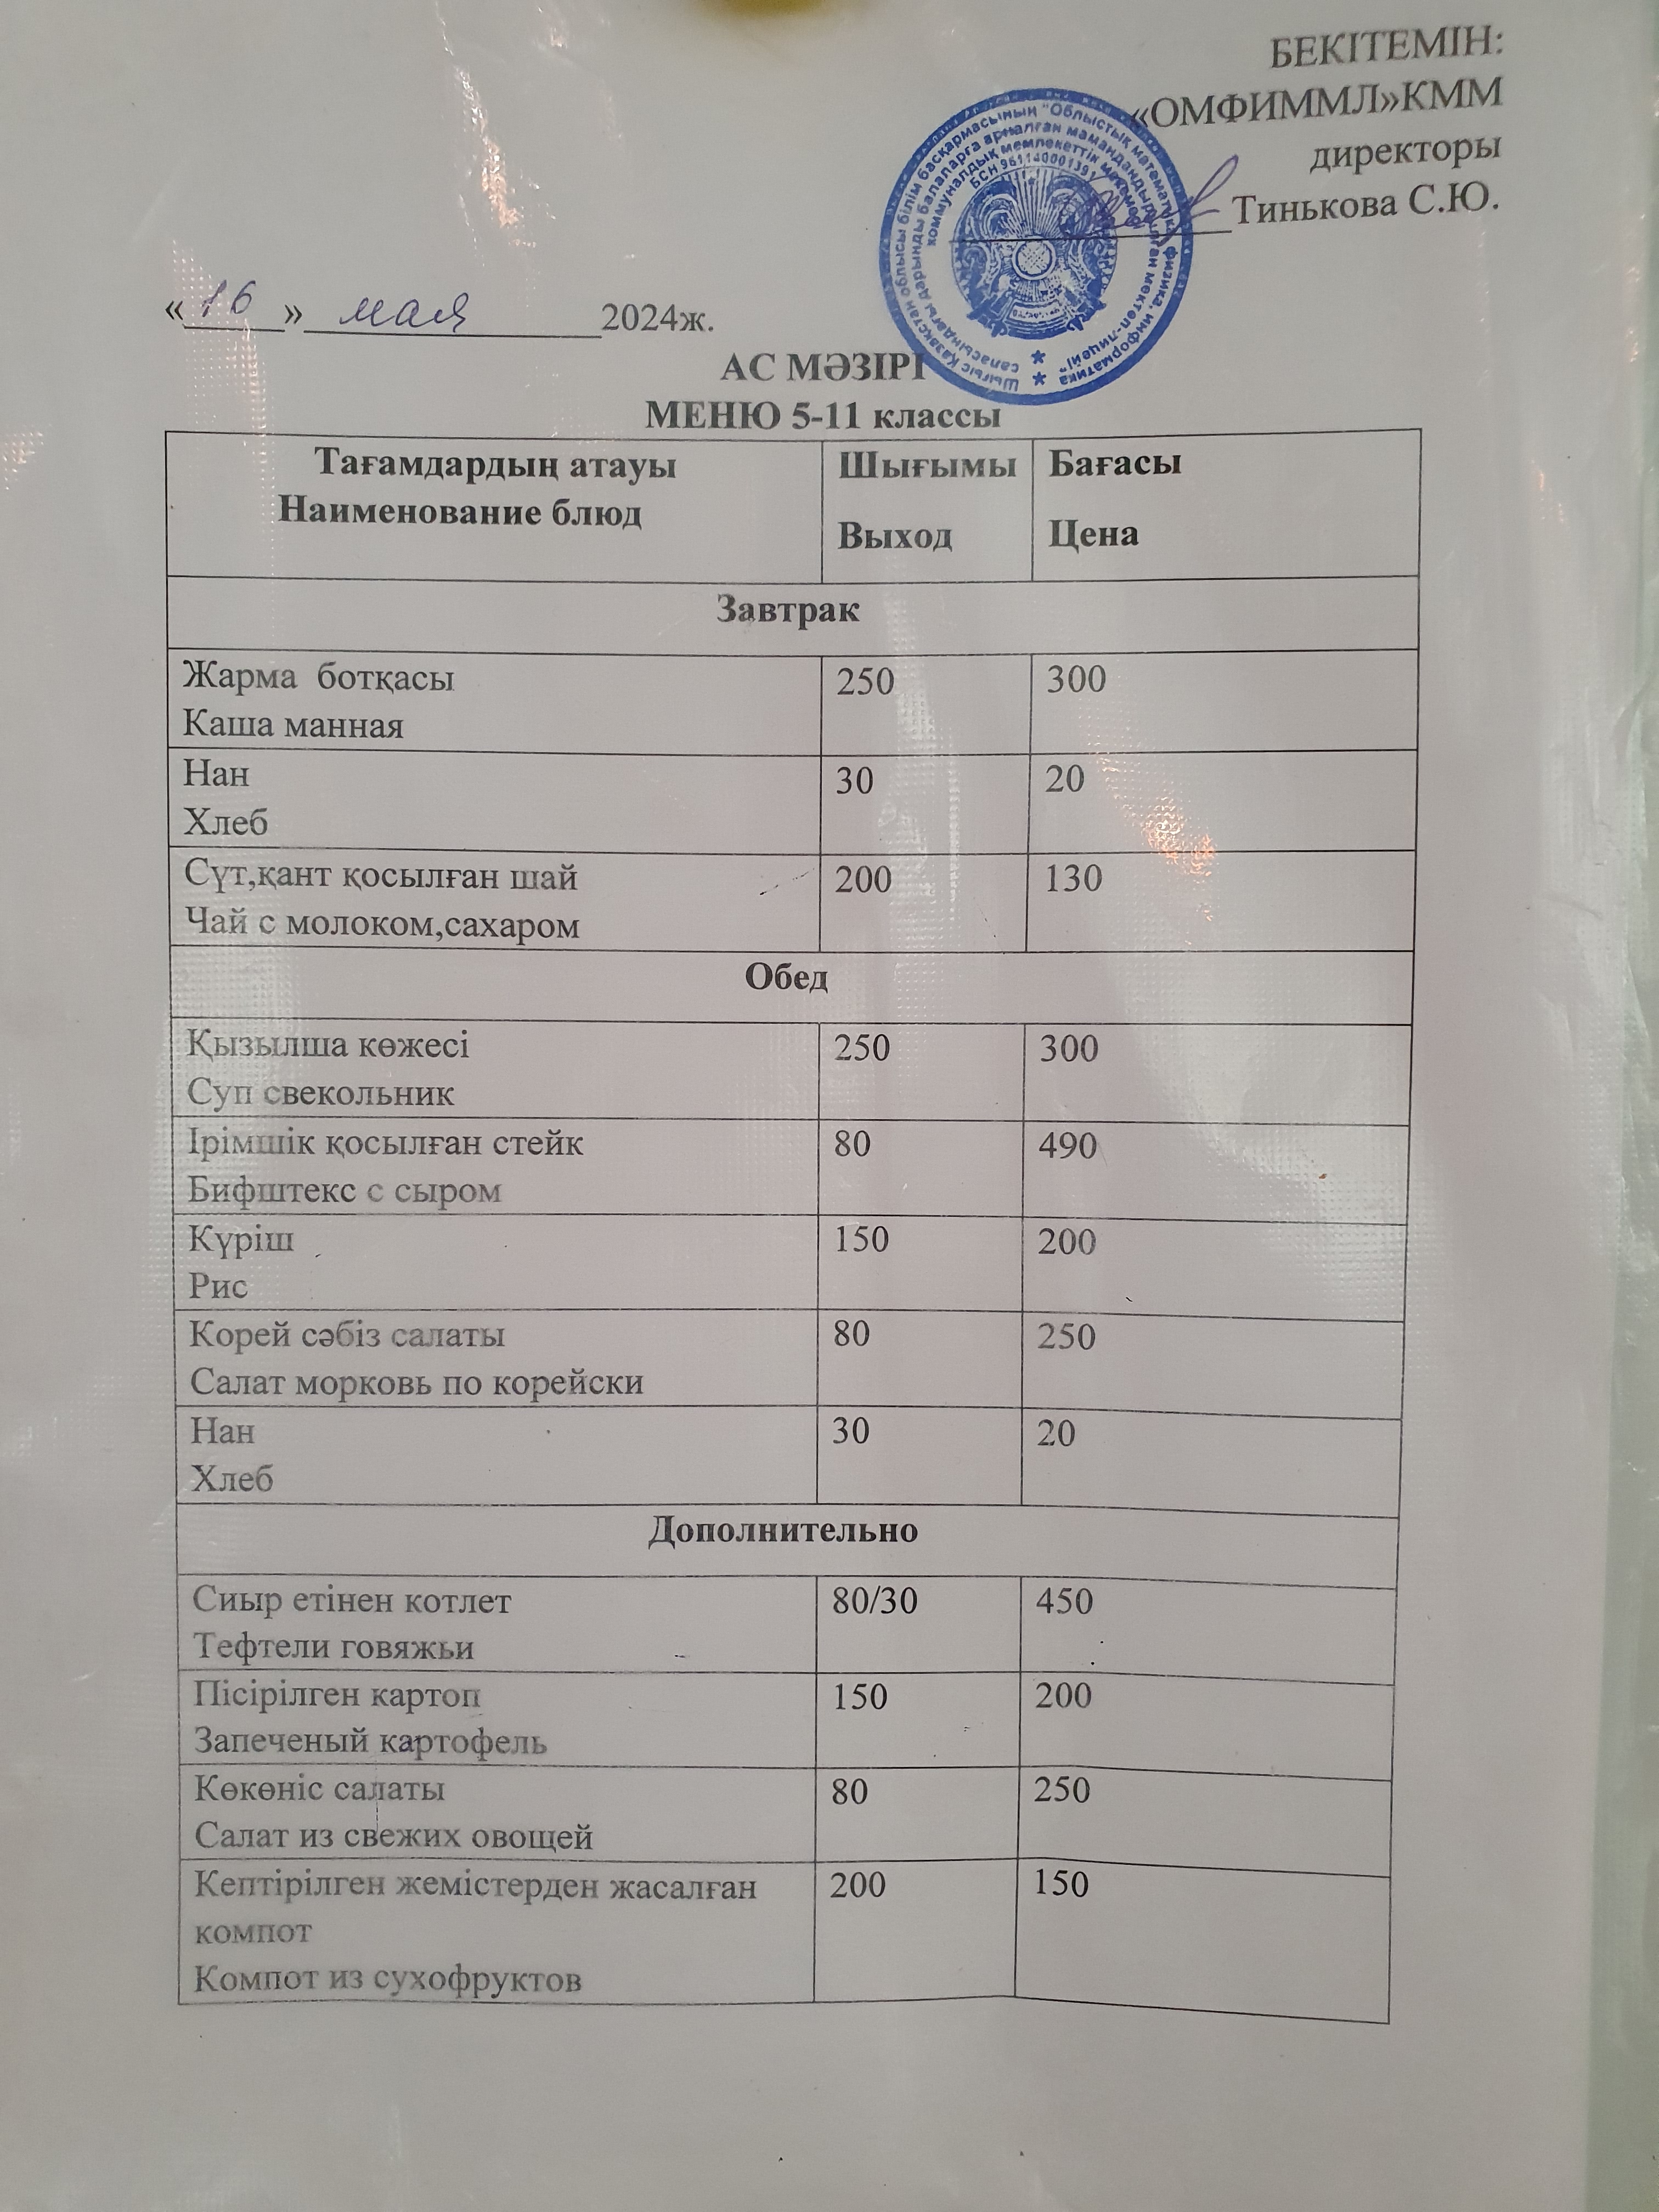 БЕКІТЕМІН:
«ОМФИММЛ»КММ
директоры
Тинькова С.Ю.
БСН 961140001391
«16» мая 2024ж.
АС МӘЗІРІ
МЕНЮ 5-11 классы
Тағамдардың атауы
Наименование блюд
Шығымы
Выход
Бағасы
Цена
Завтрак
Жарма ботқасы 250 300
Каша манная
Нан 30 20
Хлеб
Сүт,қант қосылған шай 200 130
Чай с молоком,сахаром
Обед
Қызылша көжесі 250 300
Суп свекольник
Ірімшік қосылған стейк 80 490
Бифштекс с сыром
Күріш 150 200
Рис
Корей сәбіз салаты 80 250
Салат морковь по корейски
Нан 30 20
Хлеб
Дополнительно
Сиыр етінен котлет 80/30 450
Тефтели говяжьи
Пісірілген картоп 150 200
Запеченый картофель
Көкөніс салаты 80 250
Салат из свежих овощей
Кептірілген жемістерден жасалған 200 150
компот
Компот из сухофруктов